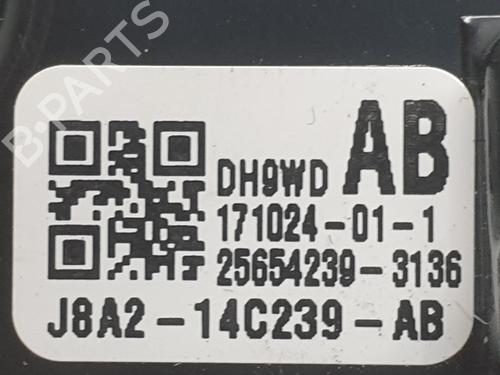 B-PARTS
DH9WD AB
171024-01-1
25654239-3136
J8A2-14C239-AB